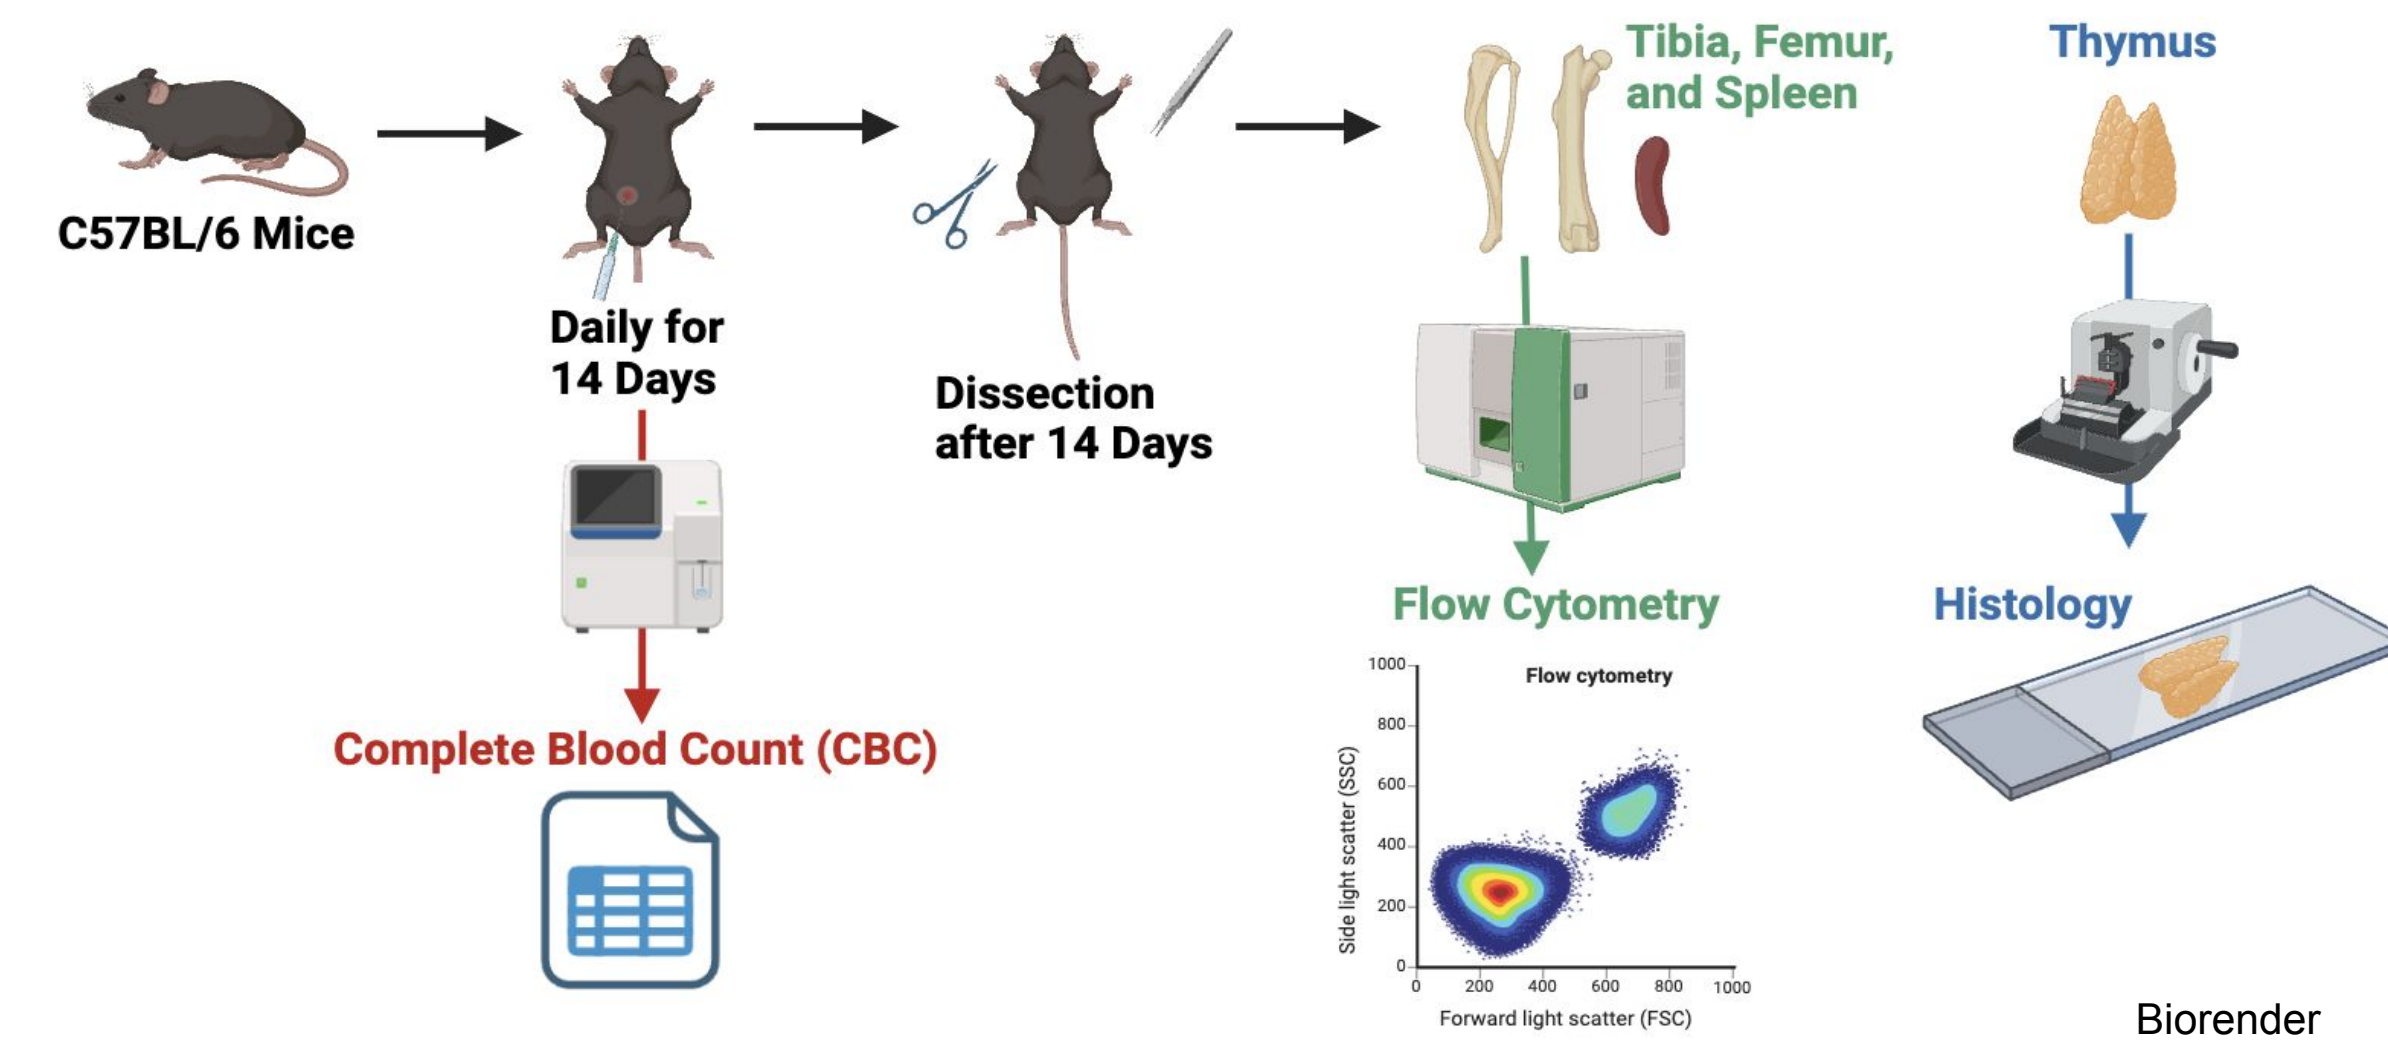 C57BL/6 Mice
Daily for
14 Days
Dissection
after 14 Days
Tibia, Femur,
and Spleen
Thymus
Complete Blood Count (CBC)
Flow Cytometry
Flow cytometry
Side light scatter (SSC)
1000
800
600
400
200
0
0 200 400 600 800 1000
Forward light scatter (FSC)
Histology
Biorender